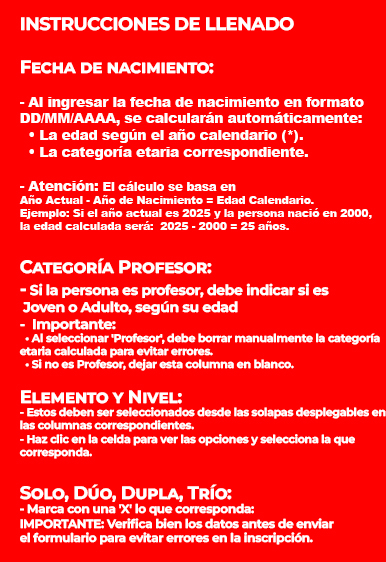 INSTRUCCIONES DE LLENADO
FECHA DE NACIMIENTO:
- Al ingresar la fecha de nacimiento en formato
DD/MM/AAAA, se calcularán automáticamente:
• La edad según el año calendario (*).
• La categoría etaria correspondiente.
- Atención: El cálculo se basa en
Año Actual - Año de Nacimiento = Edad Calendario.
Ejemplo: Si el año actual es 2025 y la persona nació en 2000,
la edad calculada será: 2025 - 2000 = 25 años.
CATEGORÍA PROFESOR:
- Si la persona es profesor, debe indicar si es
Joven o Adulto, según su edad
- Importante:
• Al seleccionar 'Profesor', debe borrar manualmente la categoría
etaria calculada para evitar errores.
• Si no es Profesor, dejar esta columna en blanco.
ELEMENTO Y NIVEL:
- Estos deben ser seleccionados desde las solapas desplegables en
las columnas correspondientes.
- Haz clic en la celda para ver las opciones y selecciona la que
corresponda.
SOLO, DÚO, DUPLA, TRÍO:
- Marca con una 'X' lo que corresponda:
IMPORTANTE: Verifica bien los datos antes de enviar
el formulario para evitar errores en la inscripción.